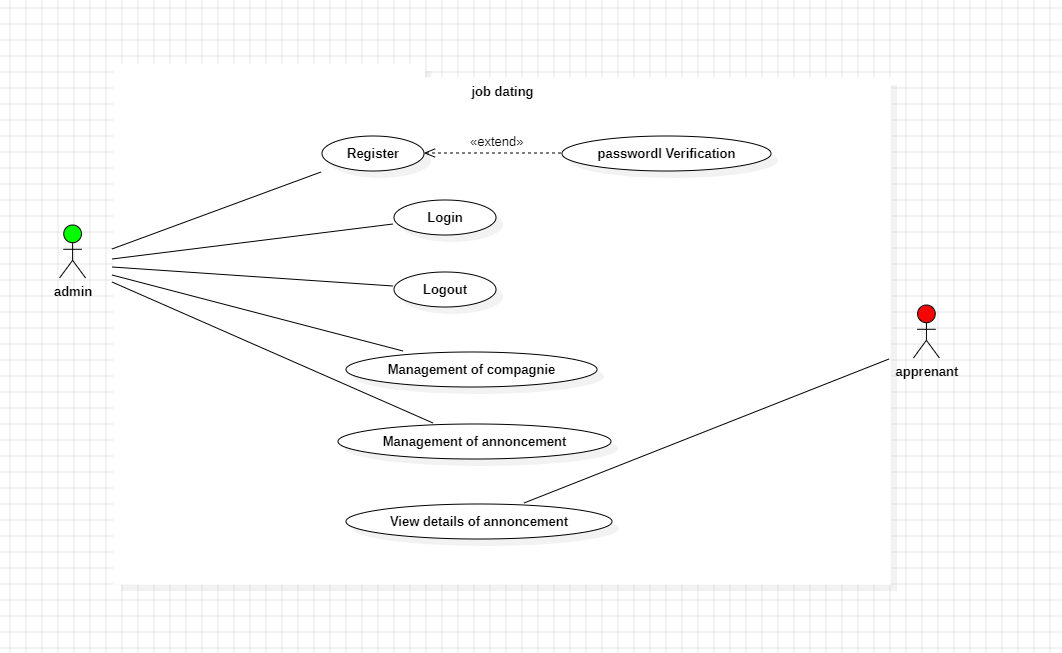 job dating
Register
«extend»
passwordl Verification
Login
admin
Logout
apprenant
Management of compagnie
Management of annoncement
View details of annoncement